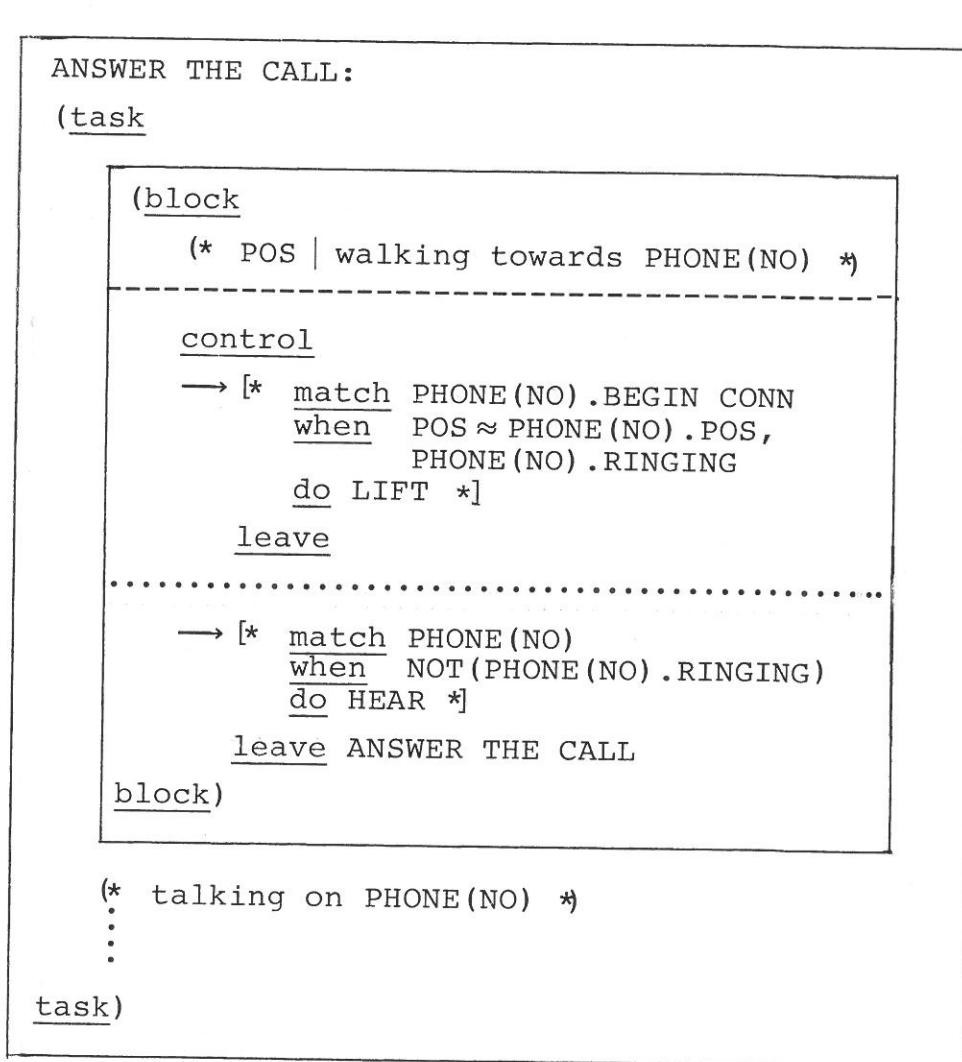 ANSWER THE CALL:
(task
(block
(* POS | walking towards PHONE(NO) *)
control
→ [* match PHONE(NO).BEGIN CONN
when POS ≈ PHONE(NO).POS,
PHONE(NO).RINGING
do LIFT *]
leave
→ [* match PHONE(NO)
when NOT(PHONE(NO).RINGING)
do HEAR *]
leave ANSWER THE CALL
block)
(* talking on PHONE(NO) *)
task)